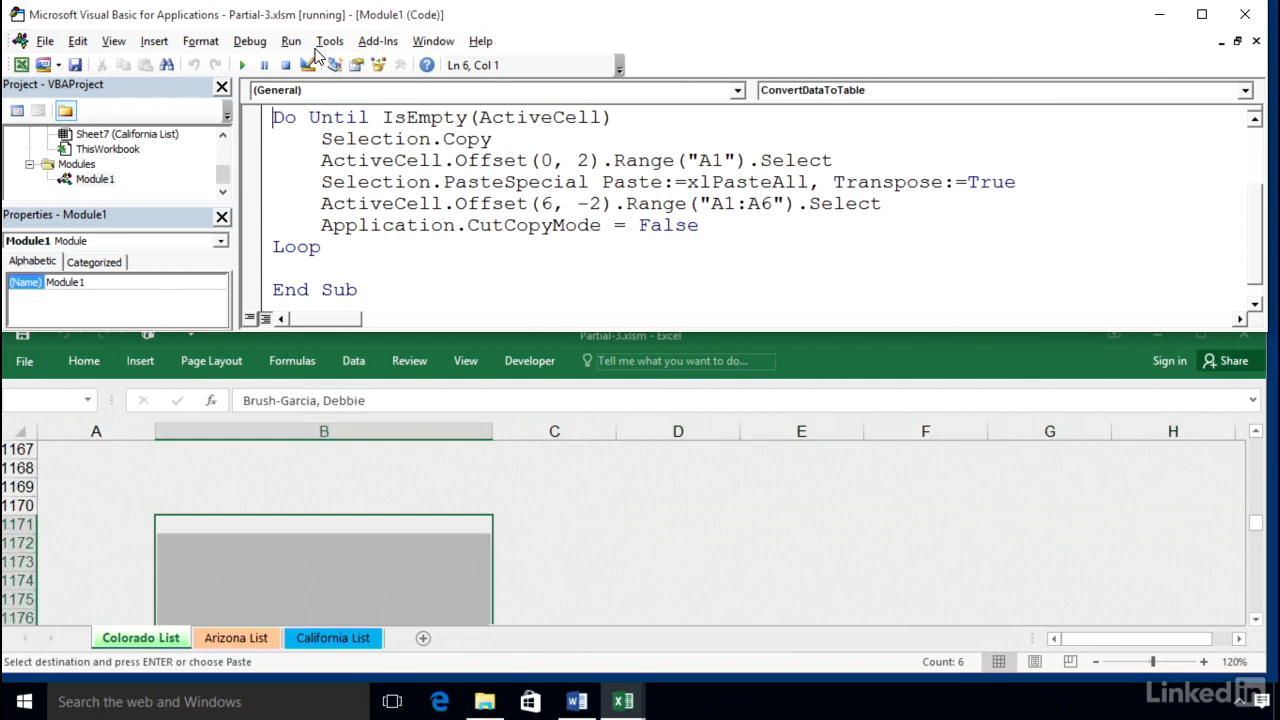 Microsoft Visual Basic for Applications - Partial-3.xlsm [running] - [Module1 (Code)]
File Edit View Insert Format Debug Run Tools Add-Ins Window Help
Ln 6, Col 1
Project - VBAProject
(General) ConvertDataToTable
Sheet7 (California List)
ThisWorkbook
Modules
Module1
Properties - Module1
Module1 Module
Alphabetic Categorized
(Name) Module1
Do Until IsEmpty(ActiveCell)
Selection.Copy
ActiveCell.Offset(0, 2).Range("A1").Select
Selection.PasteSpecial Paste:=xlPasteAll, Transpose:=True
ActiveCell.Offset(6, -2).Range("A1:A6").Select
Application.CutCopyMode = False
Loop
End Sub
Partial-3.xlsm - Excel
File Home Insert Page Layout Formulas Data Review View Developer Tell me what you want to do... Sign in Share
fx Brush-Garcia, Debbie
A B C D E F G H
1167
1168
1169
1170
1171
1172
1173
1174
1175
1176
Colorado List Arizona List California List
Select destination and press ENTER or choose Paste Count: 6 120%
Search the web and Windows
LinkedIn